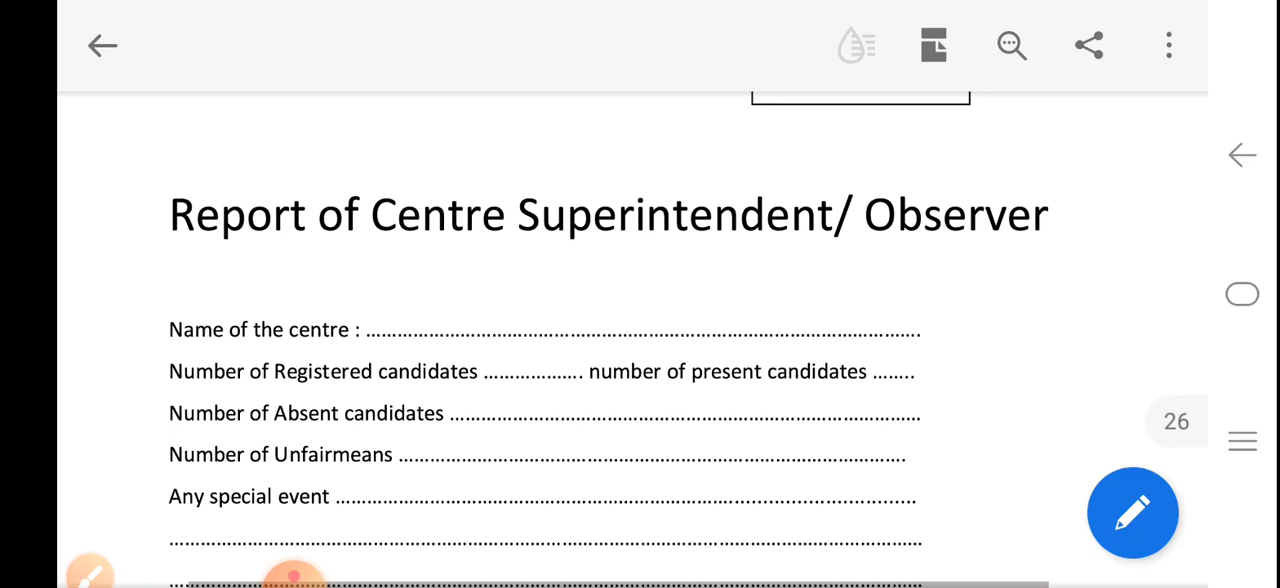 Report of Centre Superintendent/ Observer
Name of the centre : ........................................................................................................
Number of Registered candidates ................... number of present candidates ........
Number of Absent candidates .........................................................................................
26
Number of Unfairmeans ................................................................................................
Any special event .............................................................................................................
..............................................................................................................................................
..............................................................................................................................................